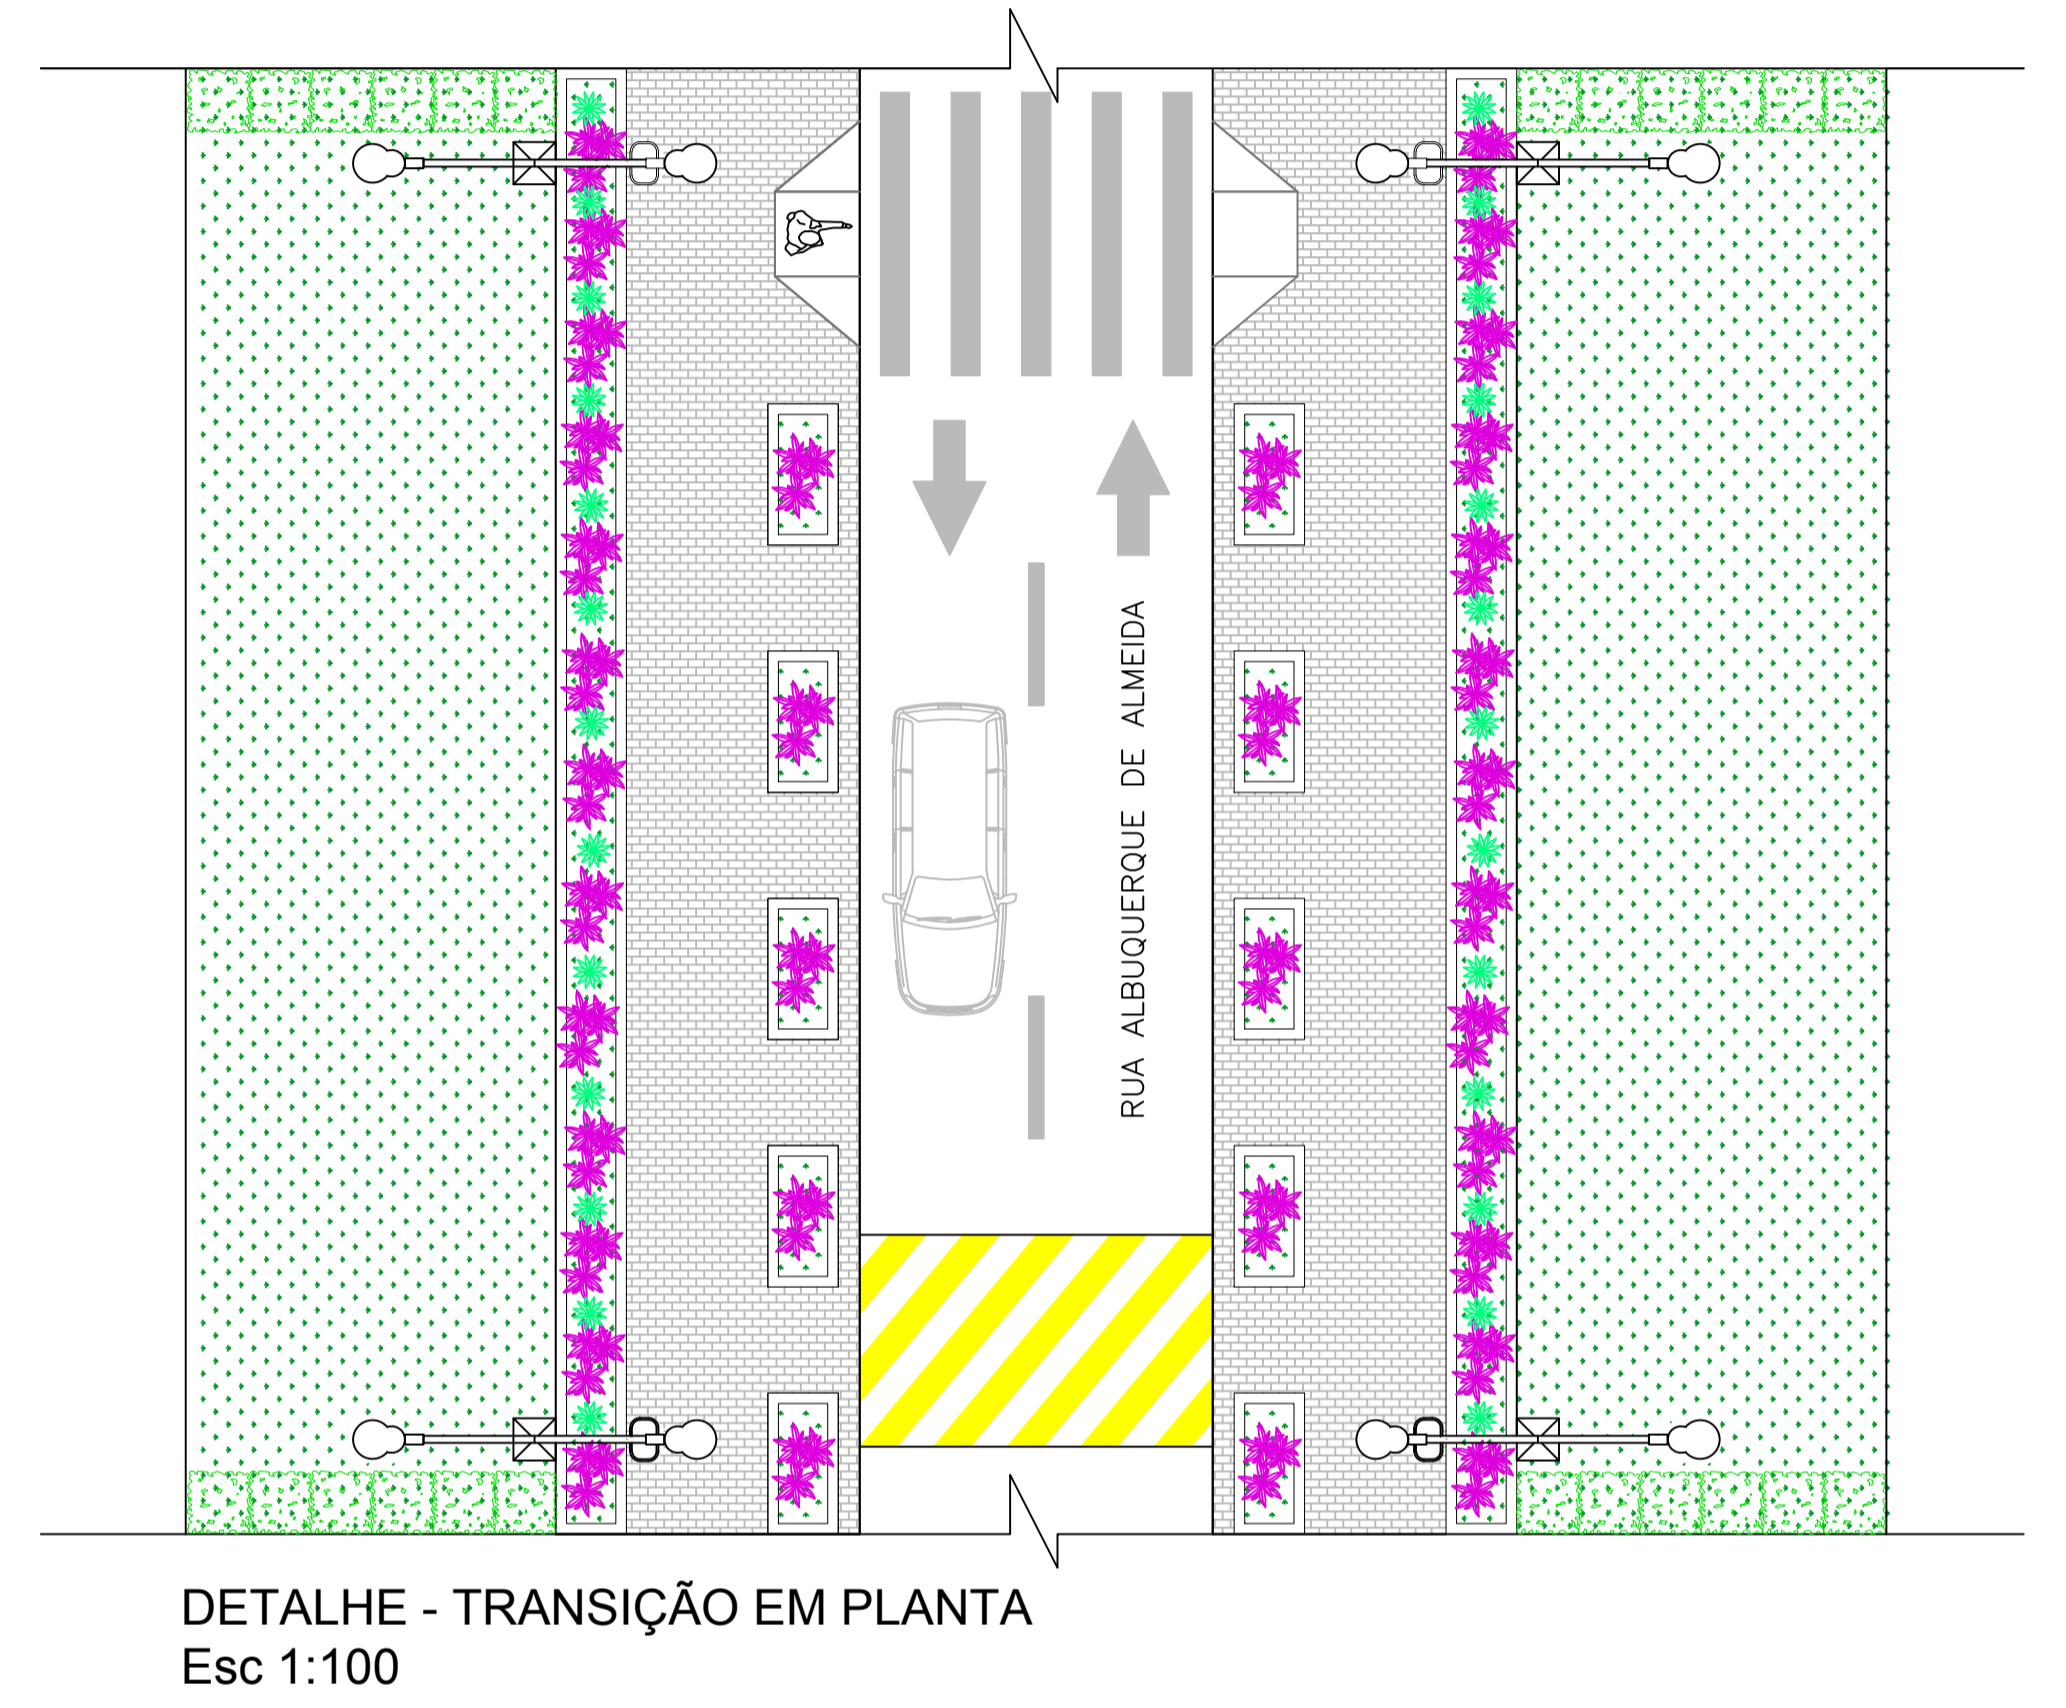 RUA ALBUQUERQUE DE ALMEIDA
DETALHE - TRANSIÇÃO EM PLANTA
Esc 1:100